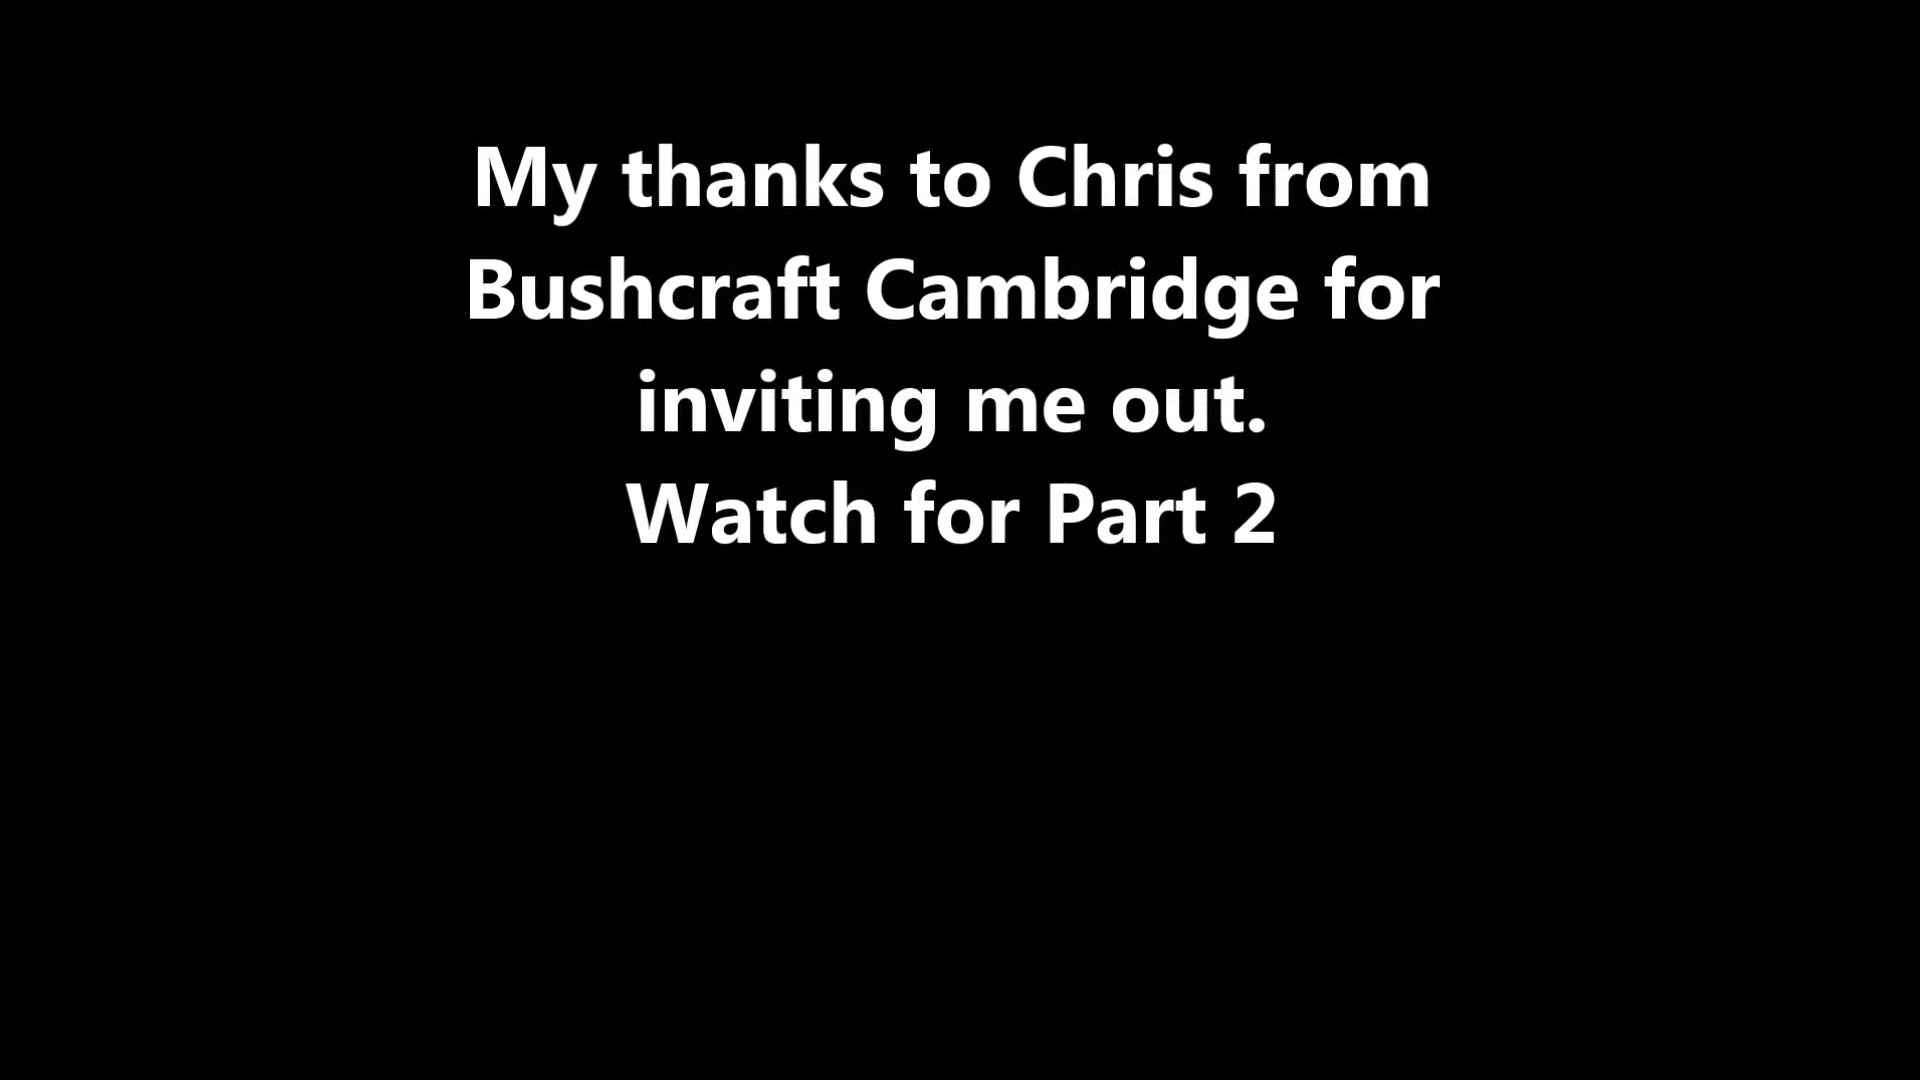 My thanks to Chris from
Bushcraft Cambridge for
inviting me out.
Watch for Part 2